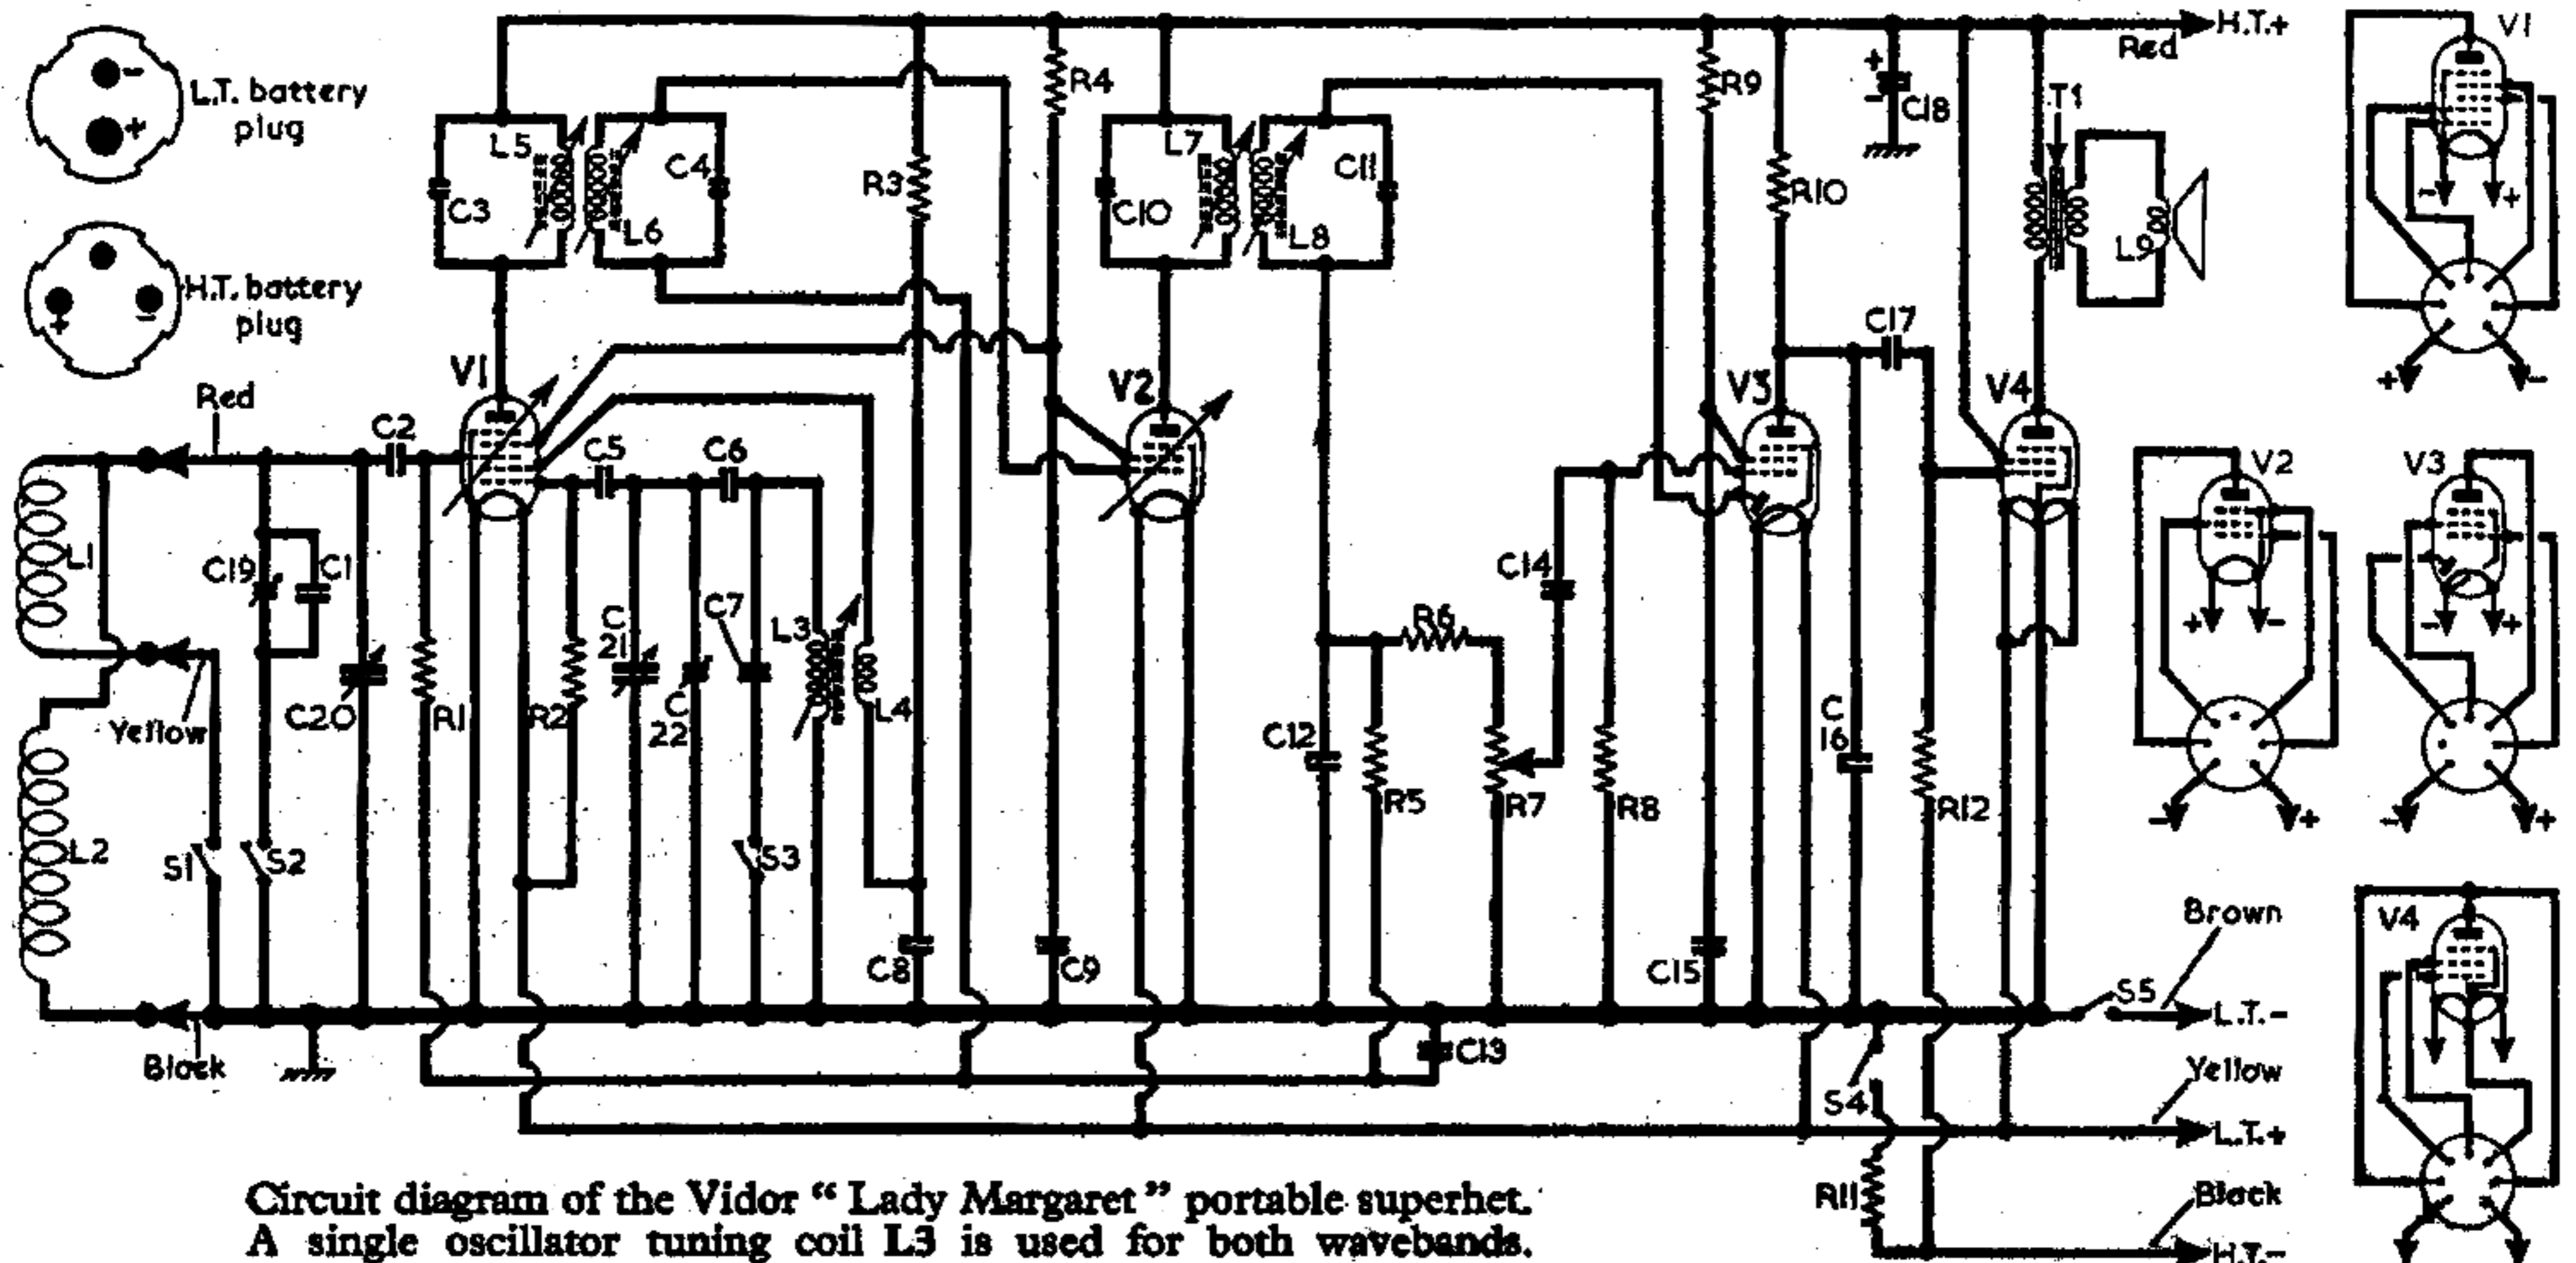 L.T. battery
plug
-
+
H.T. battery
plug
+
-
H.T.+
Red
V1
L5
C3
L6
C4
R3
R4
L7
C10
L8
C11
R9
R10
+
-
C18
T1
L9
-
+
+
-
Red
V1
V2
V3
V4
C17
C2
C5
C6
L1
C19
C1
C20
R1
R2
C
21
C
22
C7
L3
L4
Yellow
L2
S1
S2
S3
C8
C9
C12
R5
R6
R7
C14
R8
C15
C
16
R12
V2
+
-
-
+
V3
-
+
-
+
V4
Black
C13
S4
R11
S5
Brown
L.T.-
Yellow
L.T.+
Black
H.T.-
Circuit diagram of the Vidor “ Lady Margaret ” portable superhet.
A single oscillator tuning coil L3 is used for both wavebands.